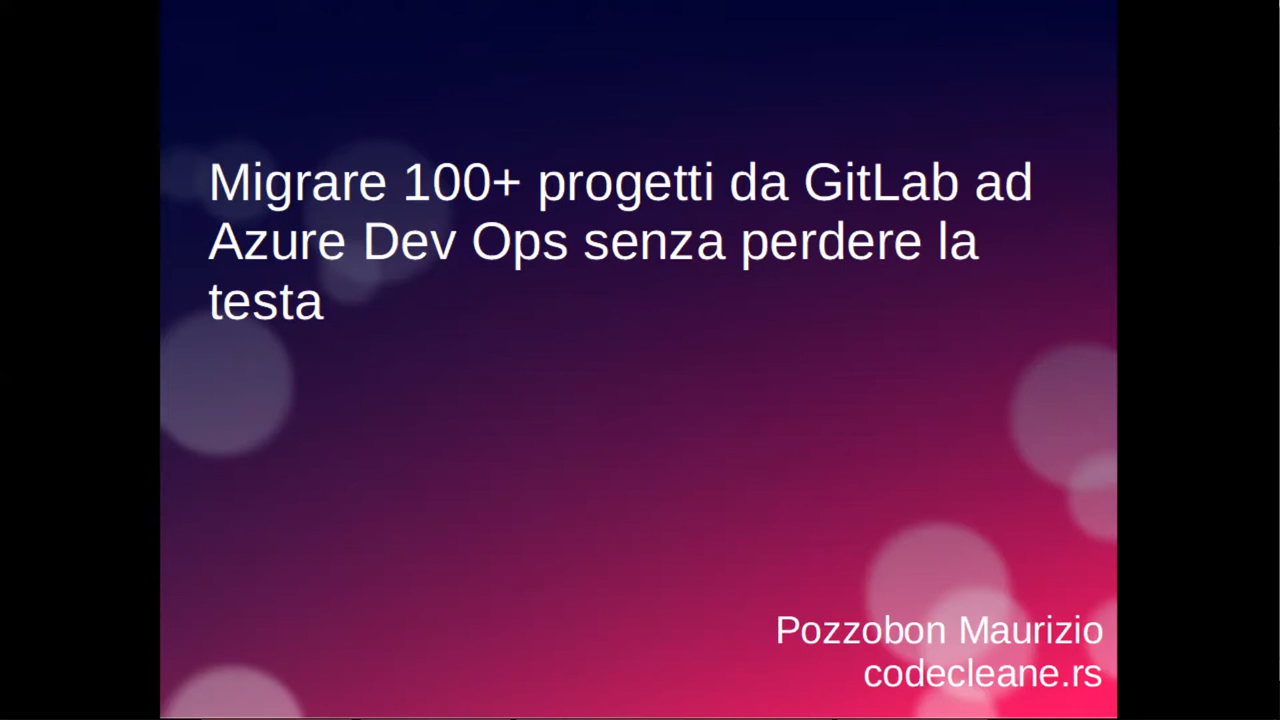 Migrare 100+ progetti da GitLab ad
Azure Dev Ops senza perdere la
testa
Pozzobon Maurizio
codecleane.rs